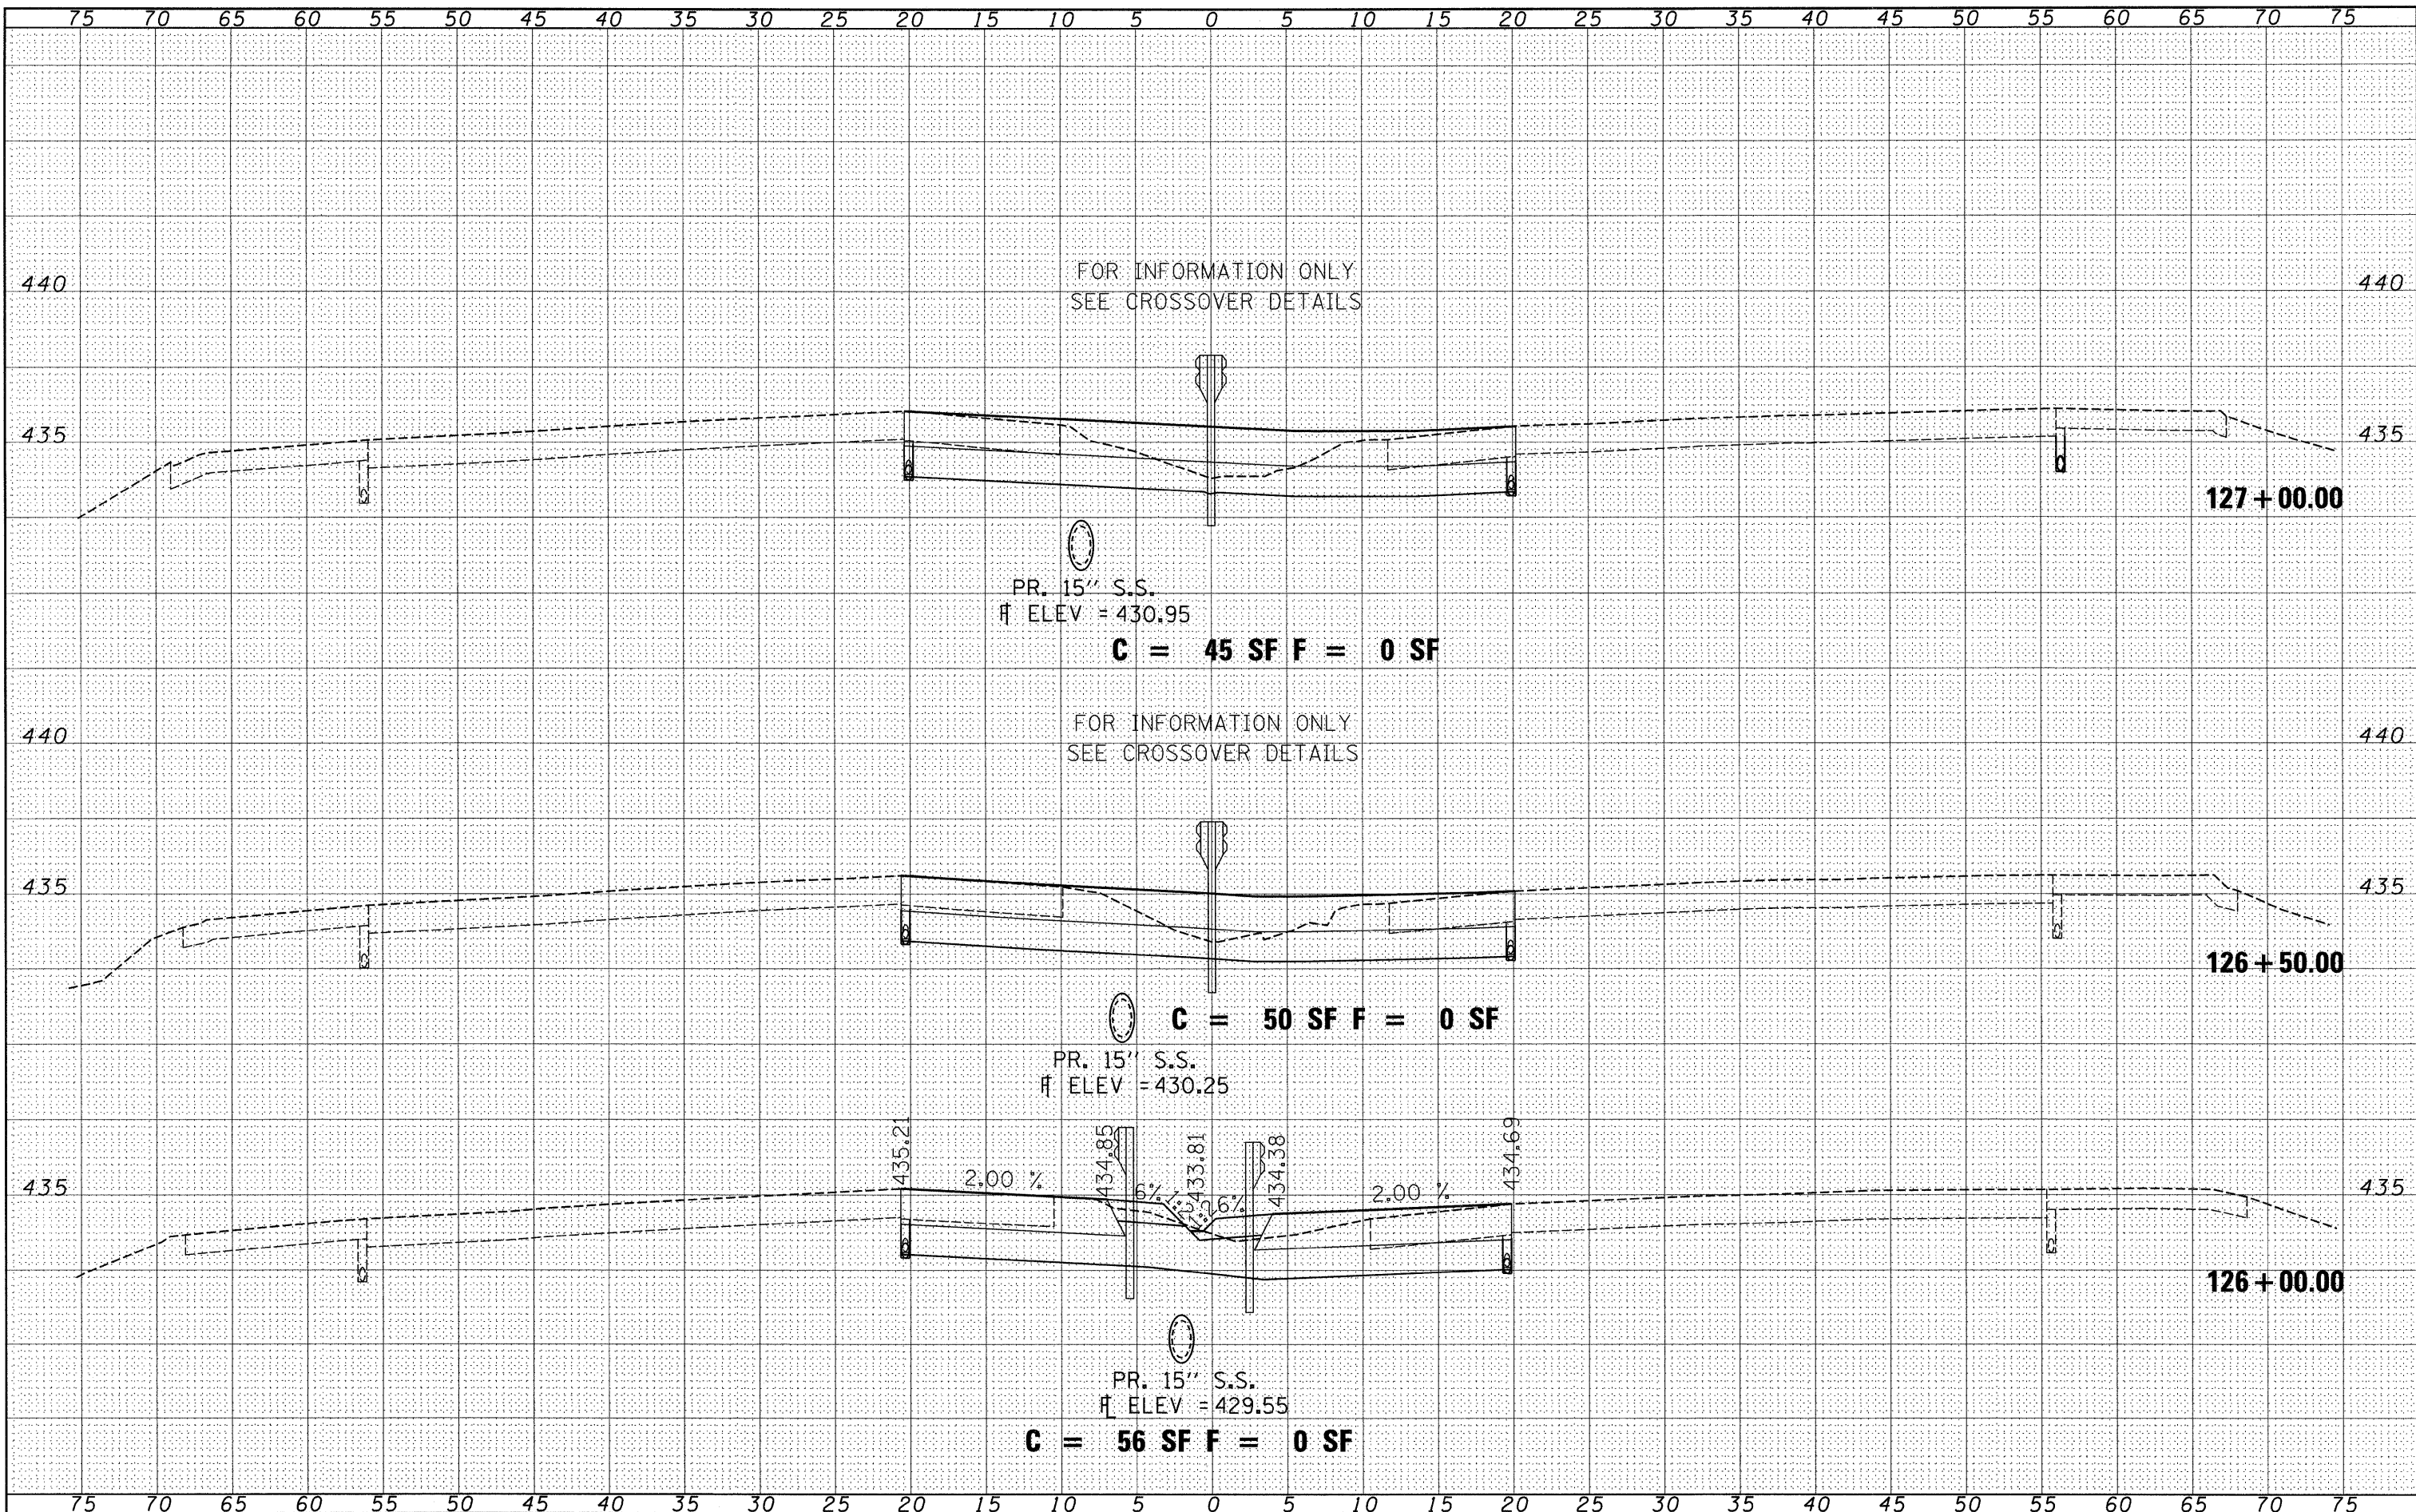 75 70 65 60 55 50 45 40 35 30 25 20 15 10 5 0 5 10 15 20 25 30 35 40 45 50 55 60 65 70 75
FOR INFORMATION ONLY
SEE CROSSOVER DETAILS
440 440
435 435
127+00.00
PR. 15" S.S.
ELEV = 430.95
C = 45 SF F = 0 SF
FOR INFORMATION ONLY
SEE CROSSOVER DETAILS
440 440
435 435
126+50.00
C = 50 SF F = 0 SF
PR. 15" S.S.
ELEV = 430.25
435.21
434.85
433.81
434.38
434.69
2.00 %
6%
6%
2.00 %
435 435
126+00.00
PR. 15" S.S.
ELEV = 429.55
C = 56 SF F = 0 SF
75 70 65 60 55 50 45 40 35 30 25 20 15 10 5 0 5 10 15 20 25 30 35 40 45 50 55 60 65 70 75